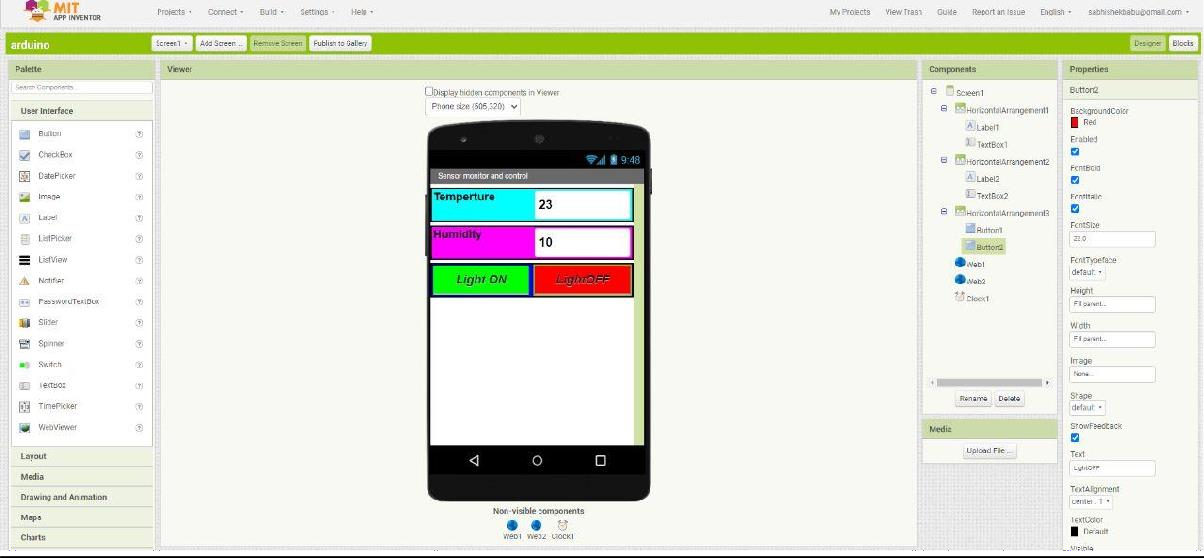 MIT
APP INVENTOR
Projects Connect Build Settings Help My Projects View Trash Guide Report an Issue English sabhishekbabu@gmail.com
arduino Screen1 Add Screen ... Remove Screen Publish to Gallery Designer Blocks
Palette
Search Components...
User Interface
Button
CheckBox
DatePicker
Image
Label
ListPicker
ListView
Notifier
PasswordTextBox
Slider
Spinner
Switch
TextBox
TimePicker
WebViewer
Layout
Media
Drawing and Animation
Maps
Charts
Viewer
Display hidden components in Viewer
Phone size (505,320)
9:48
Sensor monitor and control
Temperture 23
Humidity 10
Light ON LightOFF
Non-visible components
Web1 Web2 Clock1
Components
Screen1
HorizontalArrangement1
Label1
TextBox1
HorizontalArrangement2
Label2
TextBox2
HorizontalArrangement3
Button1
Button2
Web1
Web2
Clock1
Rename Delete
Media
Upload File ...
Properties
Button2
BackgroundColor
Red
Enabled
FontBold
FontItalic
FontSize
FontTypeface
default
Height
Fill parent...
Width
Fill parent...
Image
None...
Shape
default
ShowFeedback
Text
LightOFF
TextAlignment
center : 1
TextColor
Default
Visible